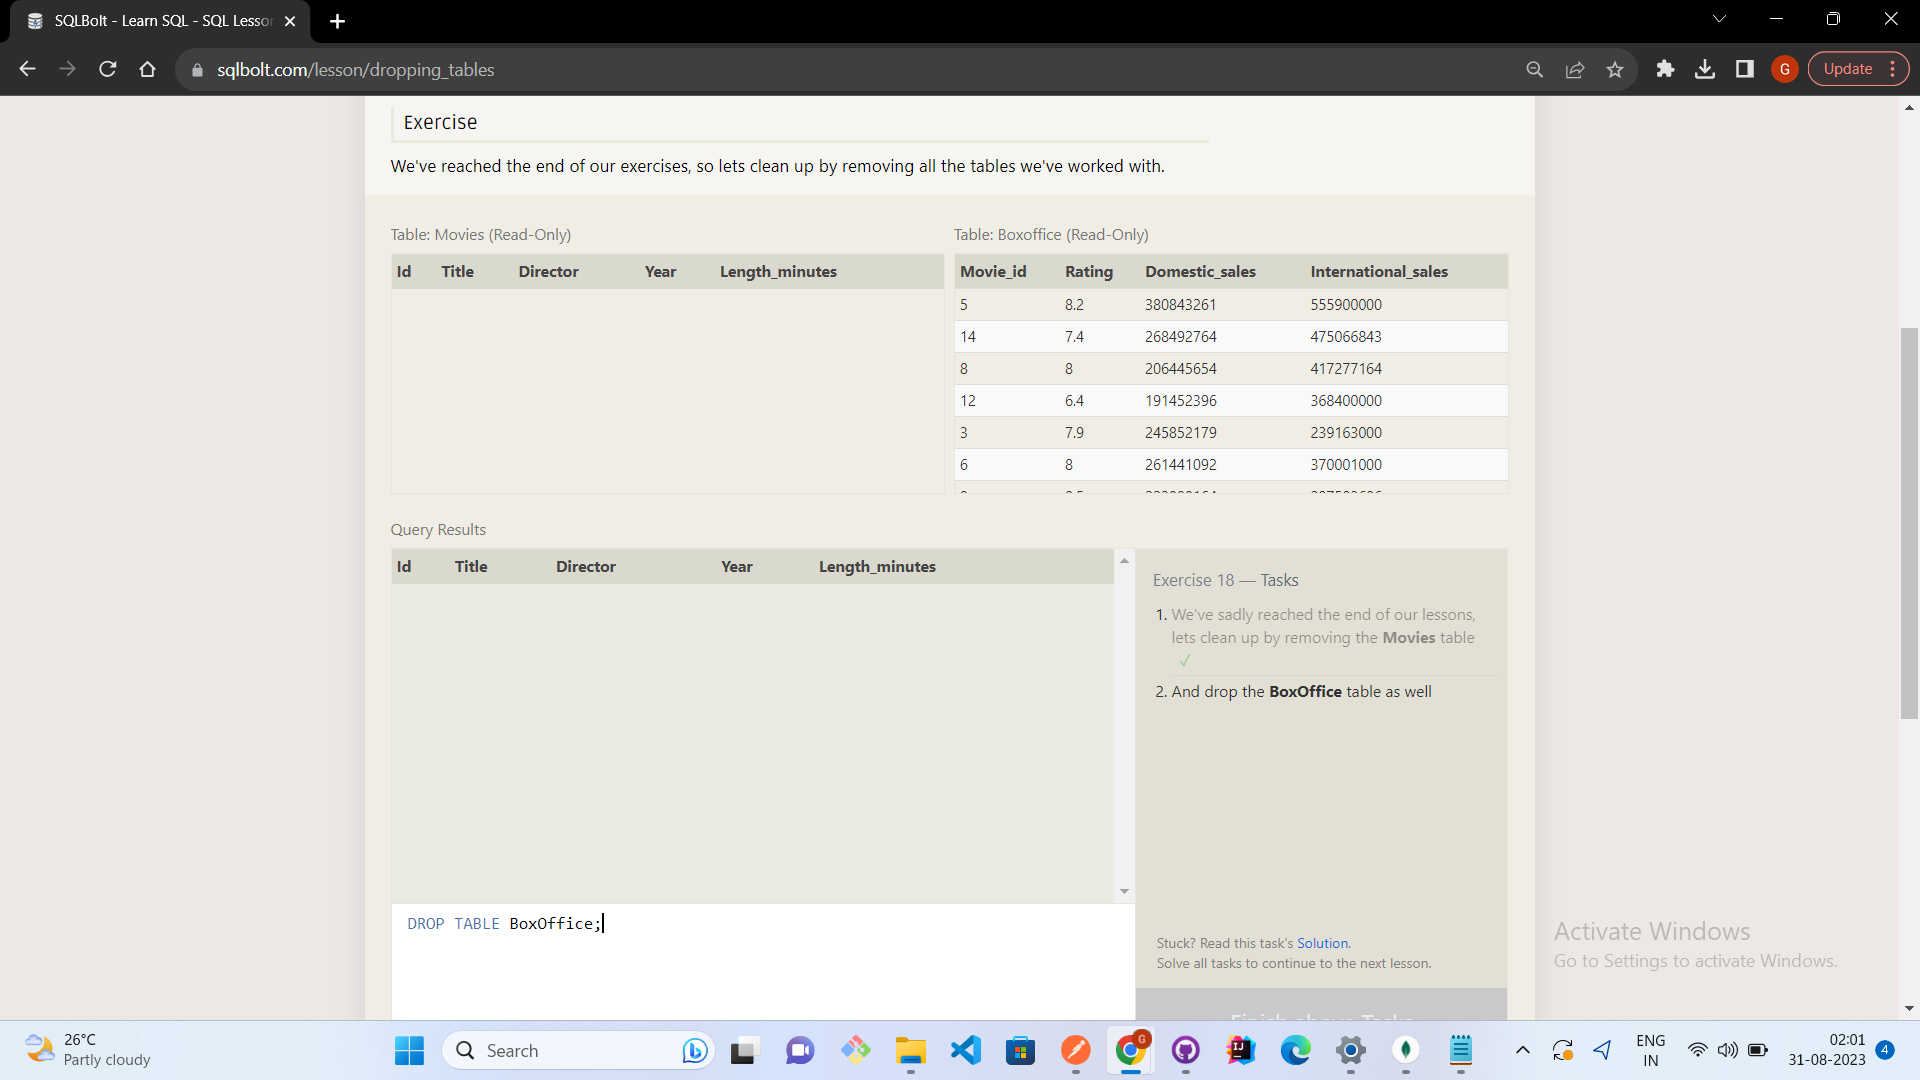 SQLBolt - Learn SQL - SQL Lesson
sqlbolt.com/lesson/dropping_tables
G
Update
Exercise
We've reached the end of our exercises, so lets clean up by removing all the tables we've worked with.
Table: Movies (Read-Only)
Id Title Director Year Length_minutes
Table: Boxoffice (Read-Only)
Movie_id Rating Domestic_sales International_sales
5 8.2 380843261 555900000
14 7.4 268492764 475066843
8 8 206445654 417277164
12 6.4 191452396 368400000
3 7.9 245852179 239163000
6 8 261441092 370001000
Query Results
Id Title Director Year Length_minutes
DROP TABLE BoxOffice;
Exercise 18 — Tasks
1. We've sadly reached the end of our lessons,
lets clean up by removing the Movies table
✓
2. And drop the BoxOffice table as well
Stuck? Read this task's Solution.
Solve all tasks to continue to the next lesson.
Finish above Tasks
Activate Windows
Go to Settings to activate Windows.
26°C
Partly cloudy
Search
G
ENG
IN
02:01
31-08-2023
4